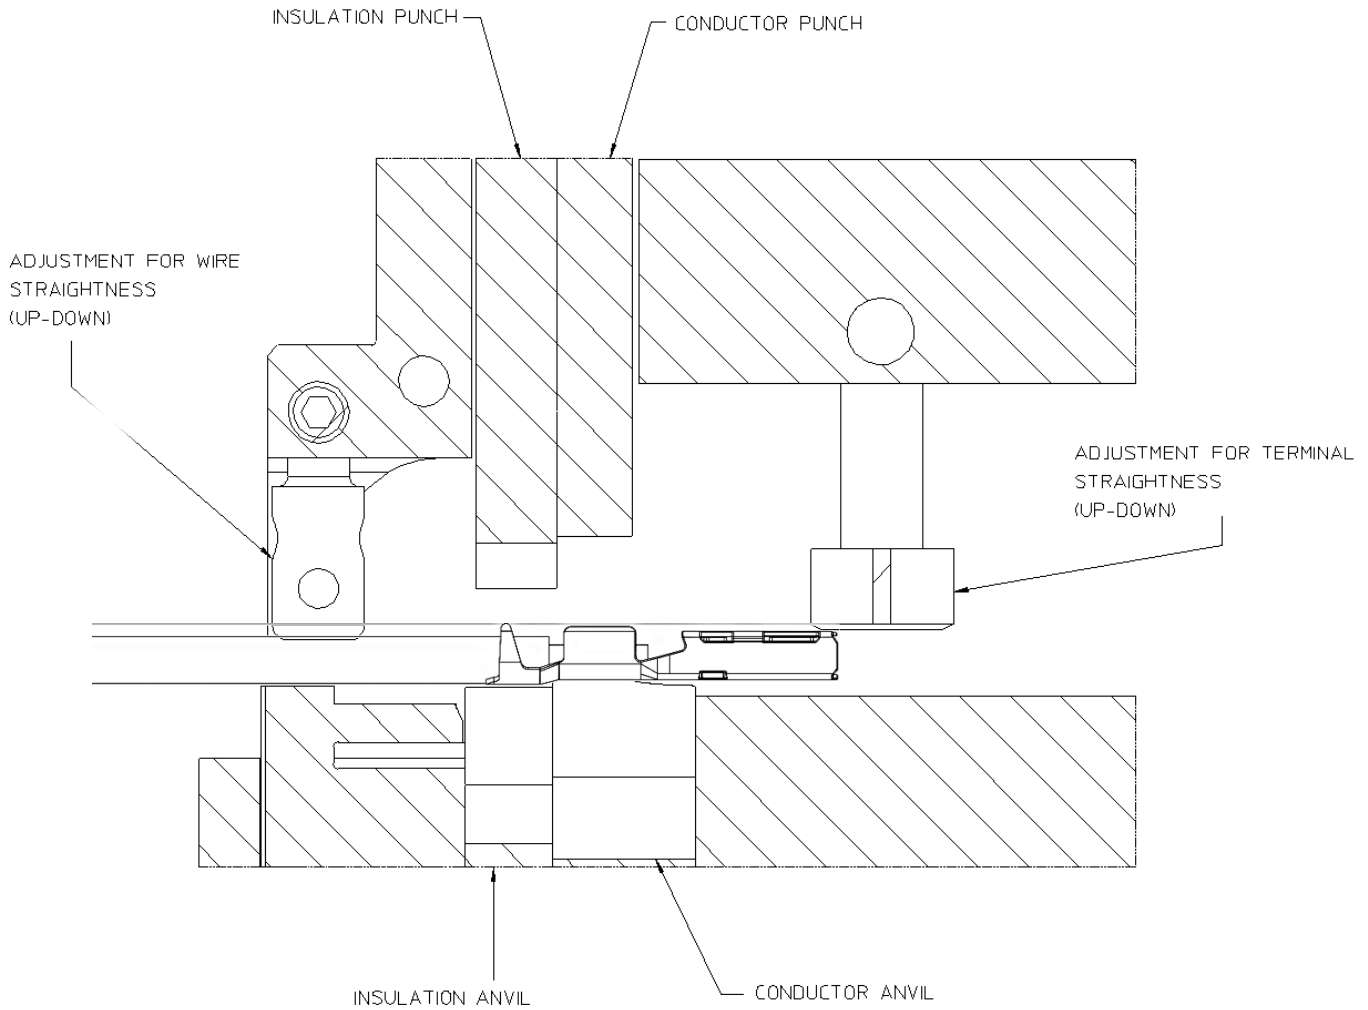 INSULATION PUNCH
CONDUCTOR PUNCH
ADJUSTMENT FOR WIRE
STRAIGHTNESS
(UP-DOWN)
ADJUSTMENT FOR TERMINAL
STRAIGHTNESS
(UP-DOWN)
INSULATION ANVIL
CONDUCTOR ANVIL